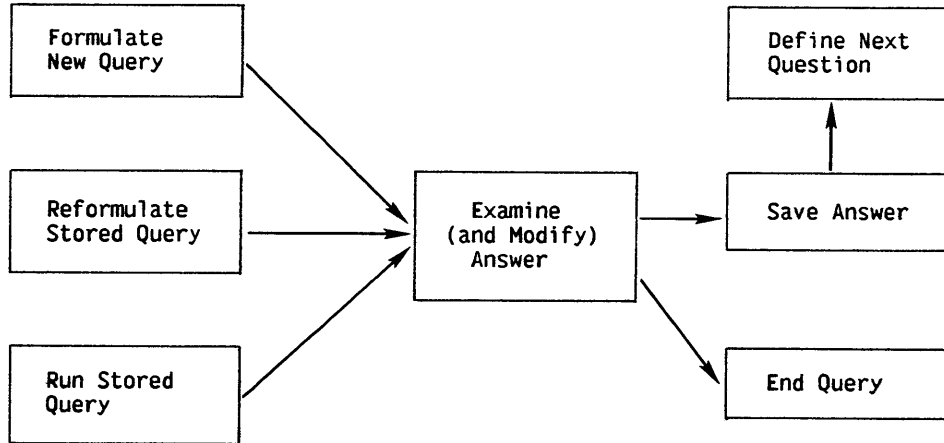 Formulate
New Query
Reformulate
Stored Query
Run Stored
Query
Examine
(and Modify)
Answer
Define Next
Question
Save Answer
End Query